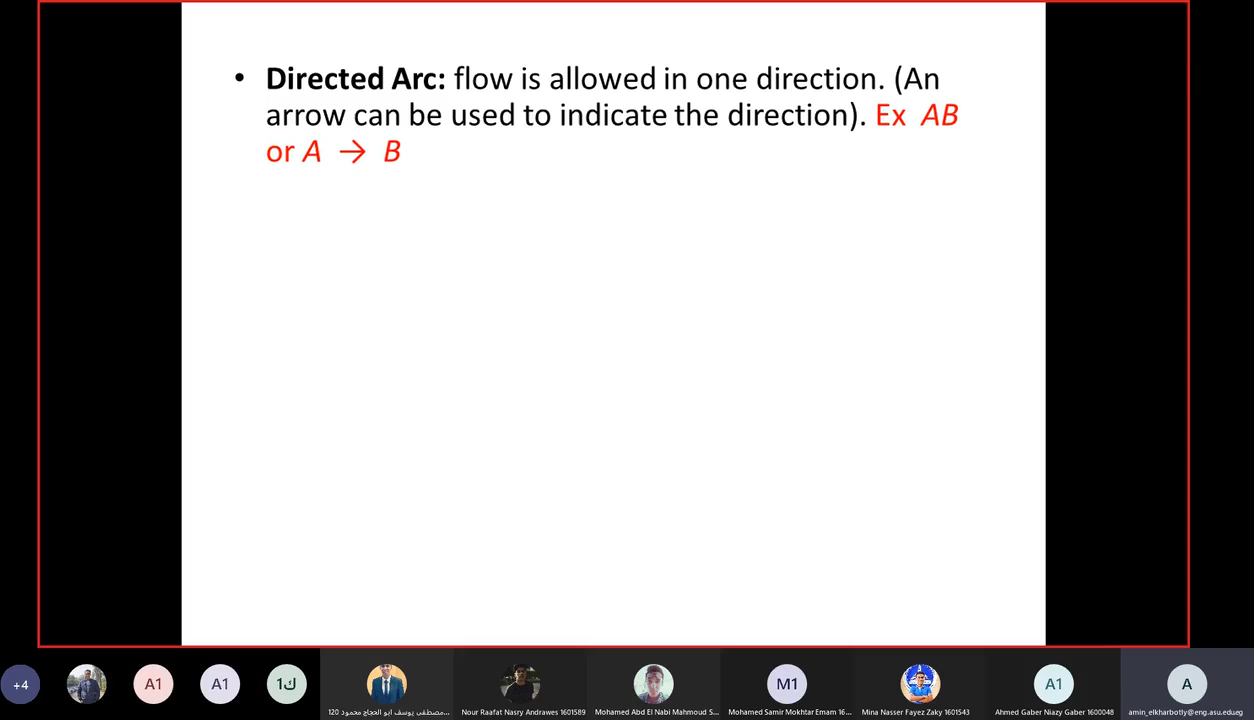 • Directed Arc: flow is allowed in one direction. (An
arrow can be used to indicate the direction). Ex AB
or A → B
+4
A1
A1
ك1
M1
A1
A
مصطفي يوسف ابو الحجاج محمود 120...
Nour Raafat Nasry Andrawes 1601589
Mohamed Abd El Nabi Mahmoud S...
Mohamed Samir Mokhtar Emam 16...
Mina Nasser Fayez Zaky 1601543
Ahmed Gaber Niazy Gaber 1600048
amin_elkharbotly@eng.asu.edu.eg